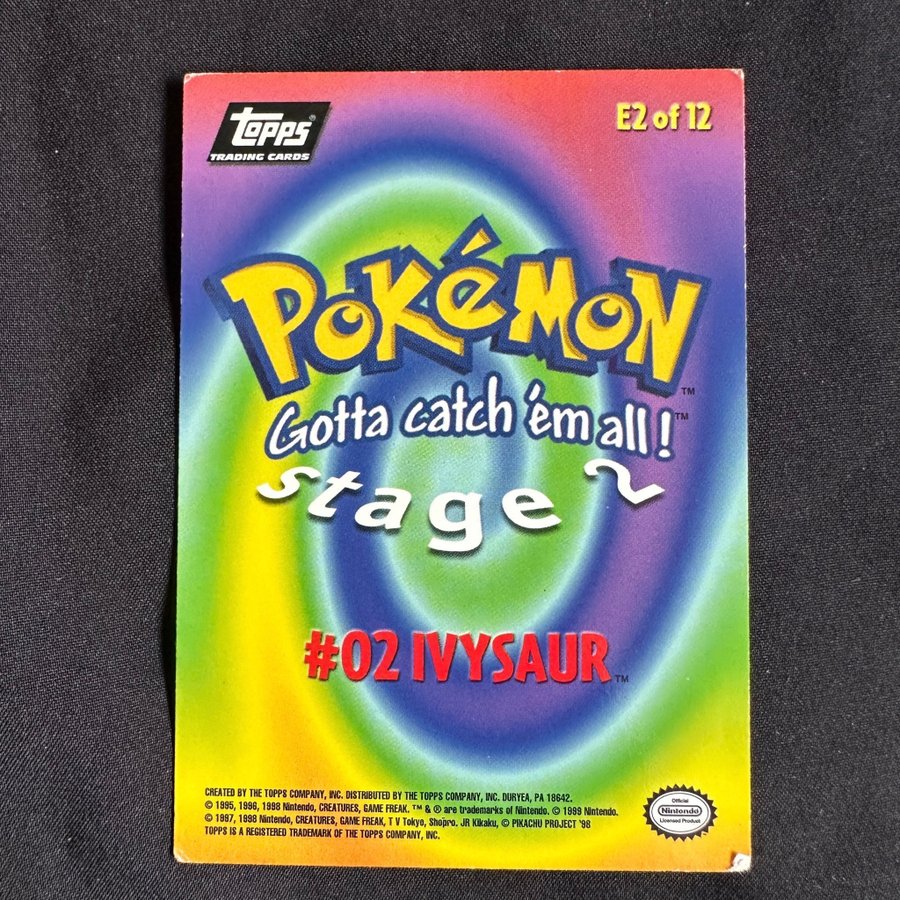 Topps®
TRADING CARDS
E2 of 12
POKéMON™
Gotta catch 'em all!™
stage 2
#02 IVYSAUR™
CREATED BY THE TOPPS COMPANY, INC. DISTRIBUTED BY THE TOPPS COMPANY, INC. DURYEA, PA 18642.
© 1995, 1996, 1998 Nintendo, CREATURES, GAME FREAK. ™ & ® are trademarks of Nintendo. © 1999 Nintendo.
© 1997, 1998 Nintendo, CREATURES, GAME FREAK, T V Tokyo, Shopro. JR Kikaku, © PIKACHU PROJECT '98
TOPPS IS A REGISTERED TRADEMARK OF THE TOPPS COMPANY, INC.
Official
Nintendo
Licensed Product